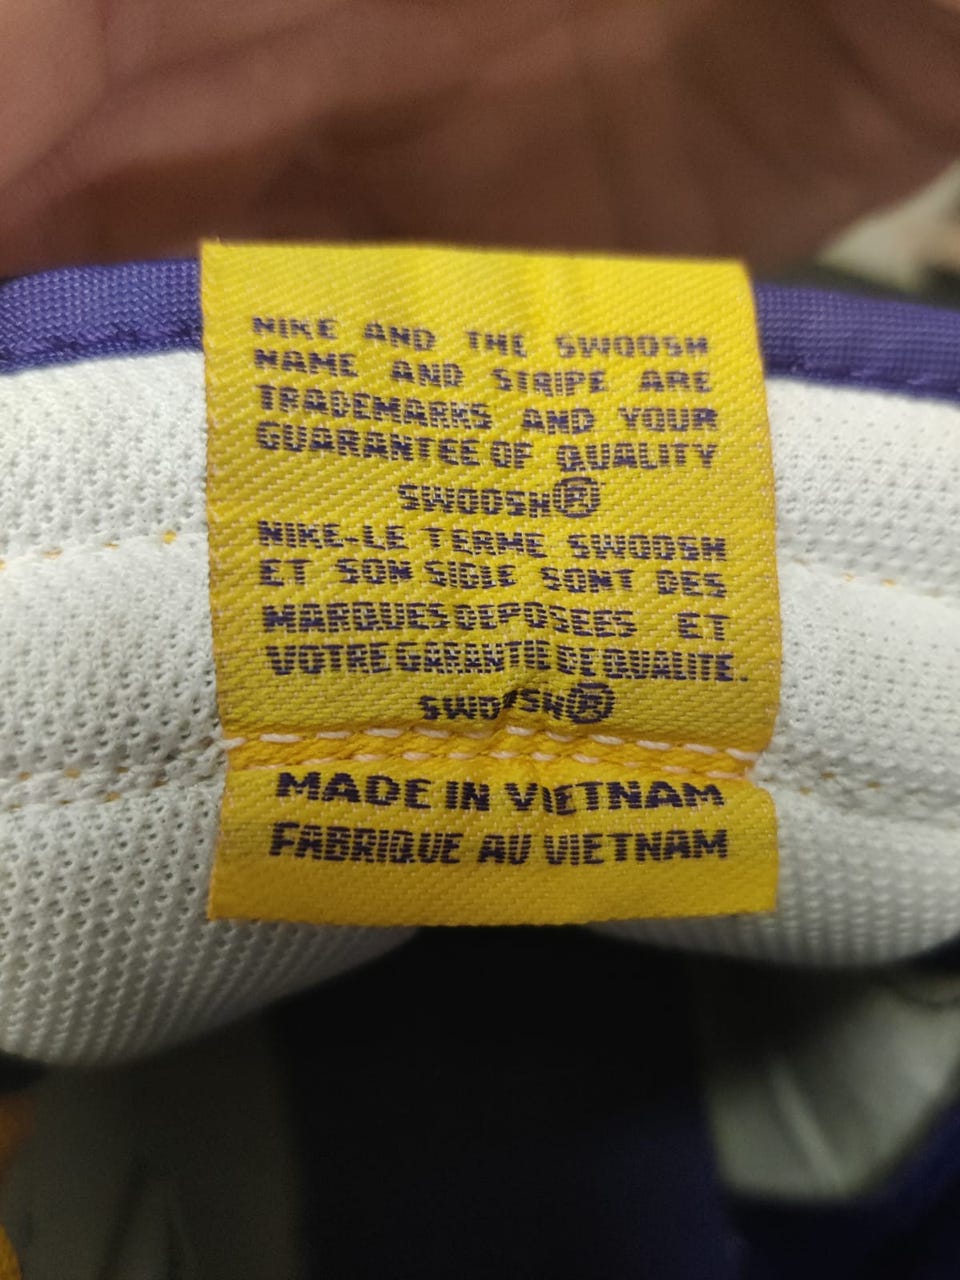 NIKE AND THE SWOOSH
NAME AND STRIPE ARE
TRADEMARKS AND YOUR
GUARANTEE OF QUALITY
SWOOSH®
NIKE-LE TERME SWOOSH
ET SON SIGLE SONT DES
MARQUES DEPOSEES ET
VOTRE GARANTIE DE QUALITE.
SWOOSH®
MADE IN VIETNAM
FABRIQUE AU VIETNAM